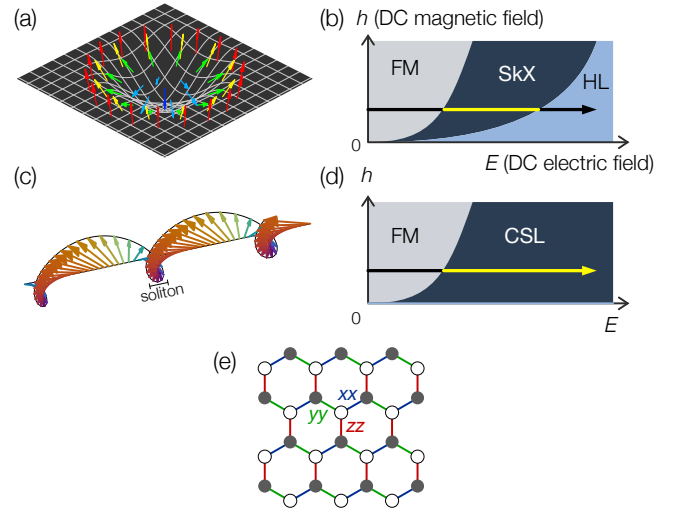 (a)
(b) h (DC magnetic field)
FM
SkX
HL
0
E (DC electric field)
(c)
soliton
(d) h
FM
CSL
0
E
(e)
xx
yy
zz